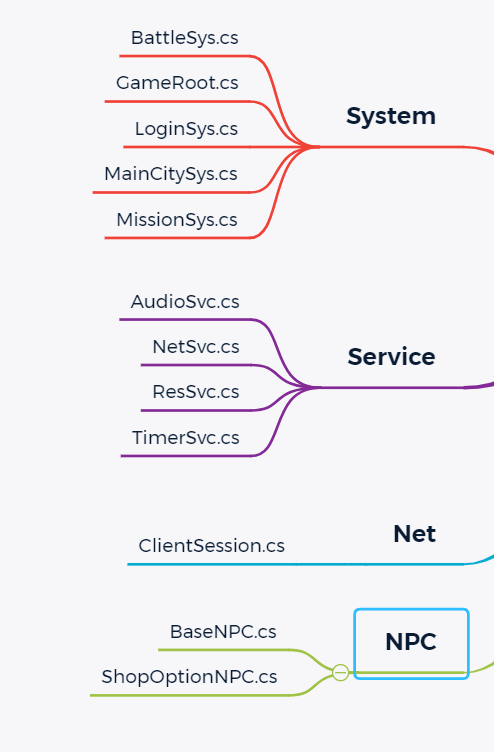 BattleSys.cs
GameRoot.cs
System
LoginSys.cs
MainCitySys.cs
MissionSys.cs
AudioSvc.cs
NetSvc.cs
Service
ResSvc.cs
TimerSvc.cs
Net
ClientSession.cs
BaseNPC.cs
NPC
ShopOptionNPC.cs